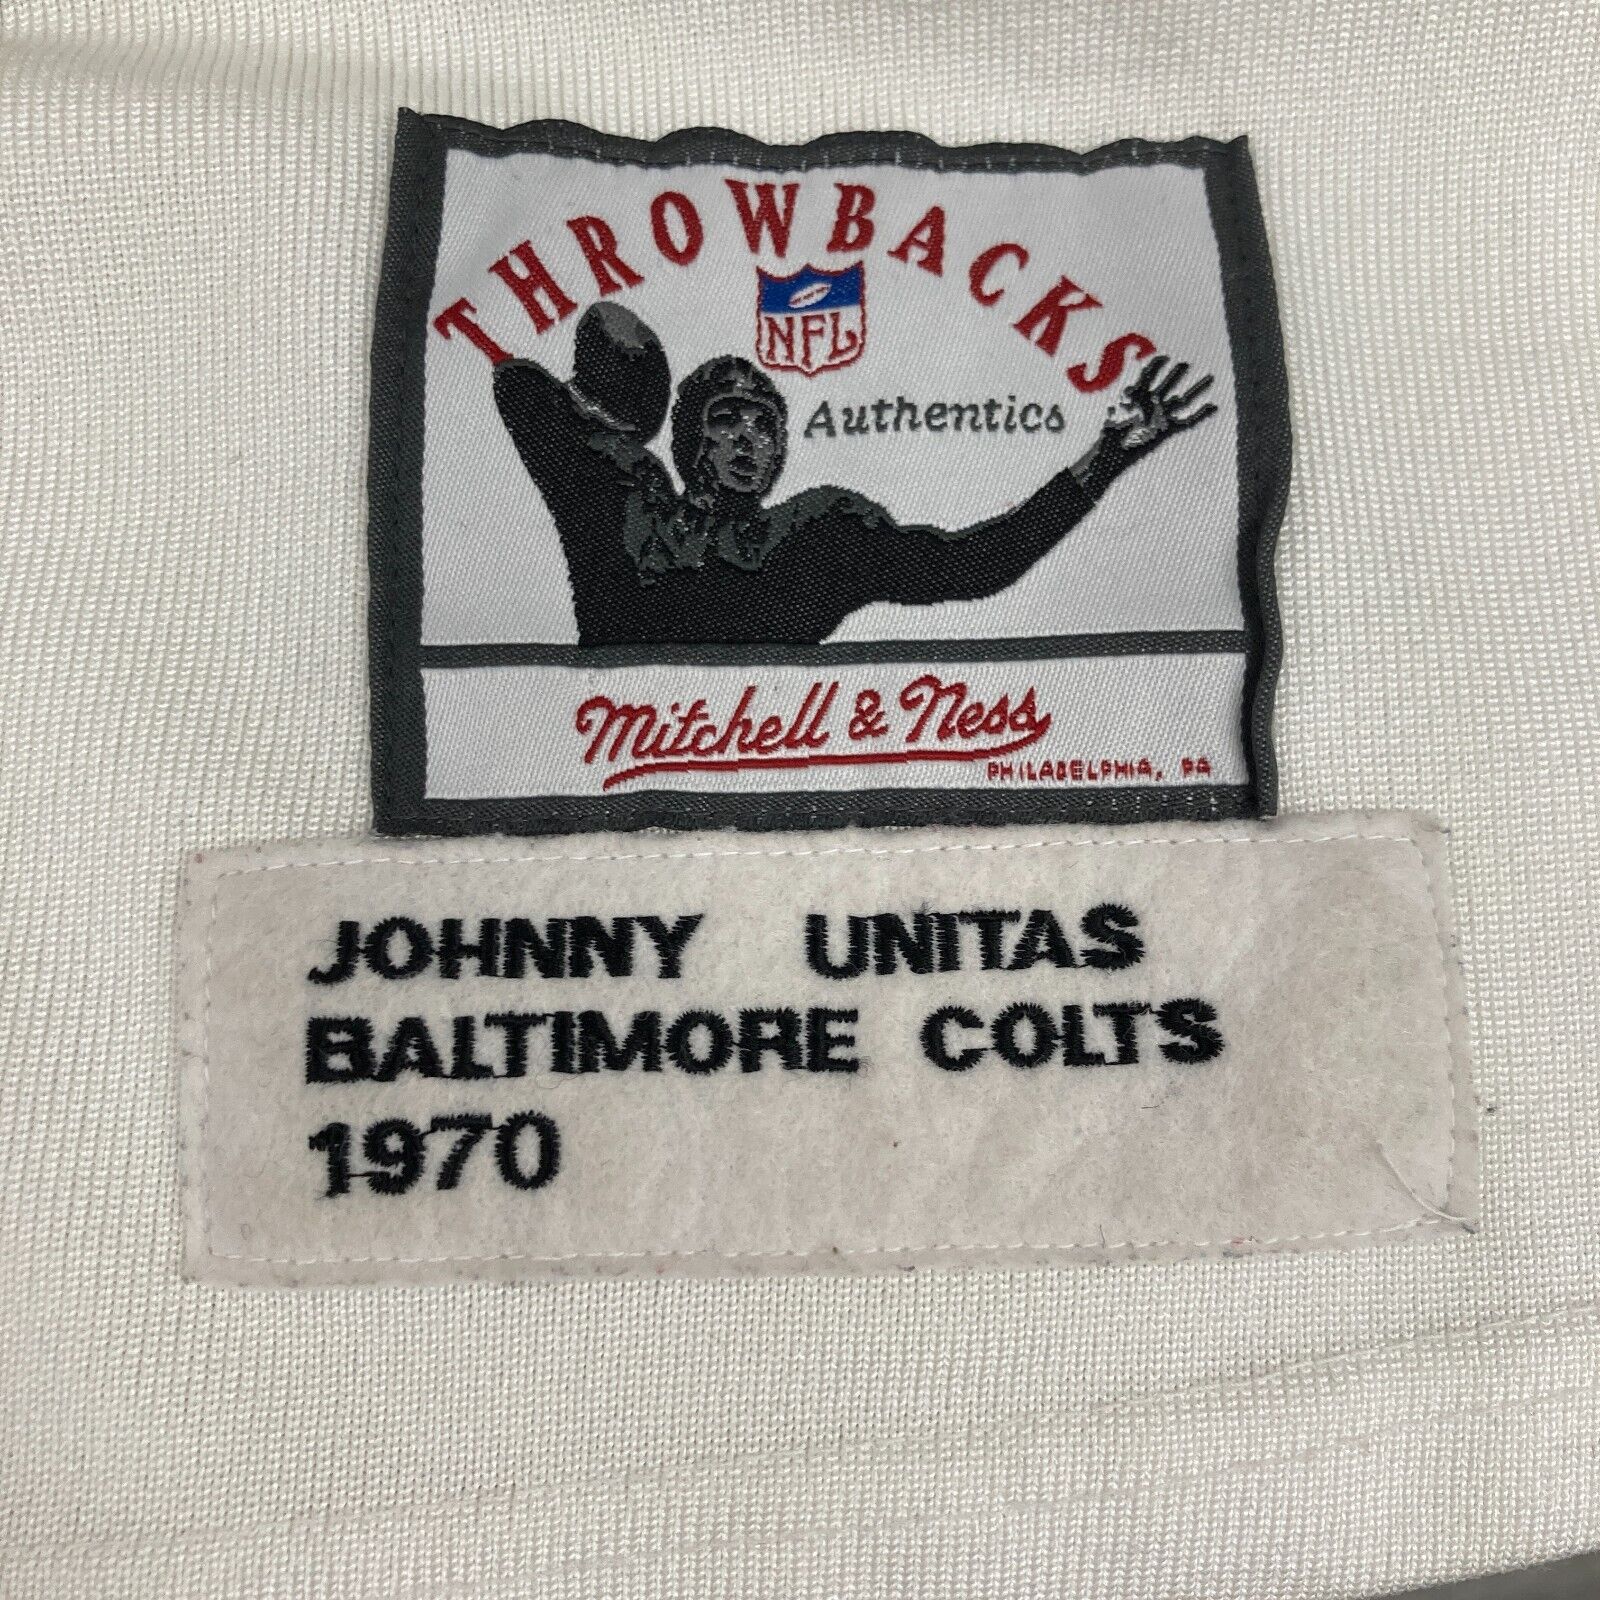 THROWBACKS
NFL
Authentics
Mitchell & Ness
PHILADELPHIA, PA
JOHNNY UNITAS
BALTIMORE COLTS
1970